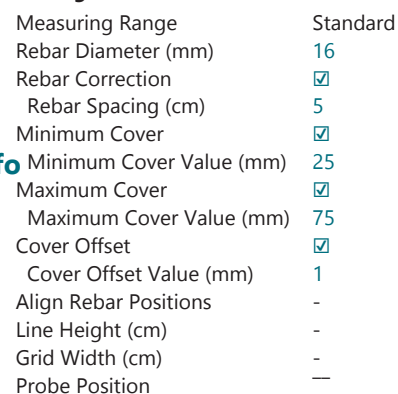 Measuring Range Standard
Rebar Diameter (mm) 16
Rebar Correction ☑
Rebar Spacing (cm) 5
Minimum Cover ☑
fo Minimum Cover Value (mm) 25
Maximum Cover ☑
Maximum Cover Value (mm) 75
Cover Offset ☑
Cover Offset Value (mm) 1
Align Rebar Positions -
Line Height (cm) -
Grid Width (cm) -
Probe Position —